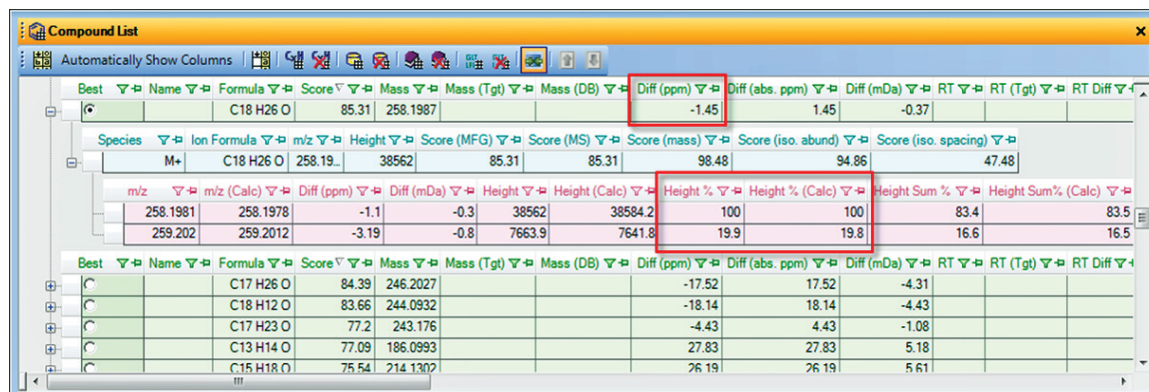 Compound List
Automatically Show Columns
Best Name Formula Score Mass Mass (Tgt) Mass (DB) Diff (ppm) Diff (abs. ppm) Diff (mDa) RT RT (Tgt) RT Diff
C18 H26 O 85.31 258.1987 -1.45 1.45 -0.37
Species Ion Formula m/z Height Score (MFG) Score (MS) Score (mass) Score (iso. abund) Score (iso. spacing)
M+ C18 H26 O 258.19... 38562 85.31 85.31 98.48 94.86 47.48
m/z m/z (Calc) Diff (ppm) Diff (mDa) Height Height (Calc) Height % Height % (Calc) Height Sum % Height Sum% (Calc)
258.1981 258.1978 -1.1 -0.3 38562 38584.2 100 100 83.4 83.5
259.202 259.2012 -3.19 -0.8 7663.9 7641.8 19.9 19.8 16.6 16.5
Best Name Formula Score Mass Mass (Tgt) Mass (DB) Diff (ppm) Diff (abs. ppm) Diff (mDa) RT RT (Tgt) RT Diff
C17 H26 O 84.39 246.2027 -17.52 17.52 -4.31
C18 H12 O 83.66 244.0932 -18.14 18.14 -4.43
C17 H23 O 77.2 243.176 -4.43 4.43 -1.08
C13 H14 O 77.09 186.0993 27.83 27.83 5.18
C15 H18 O 75.54 214.1302 26.19 26.19 5.61